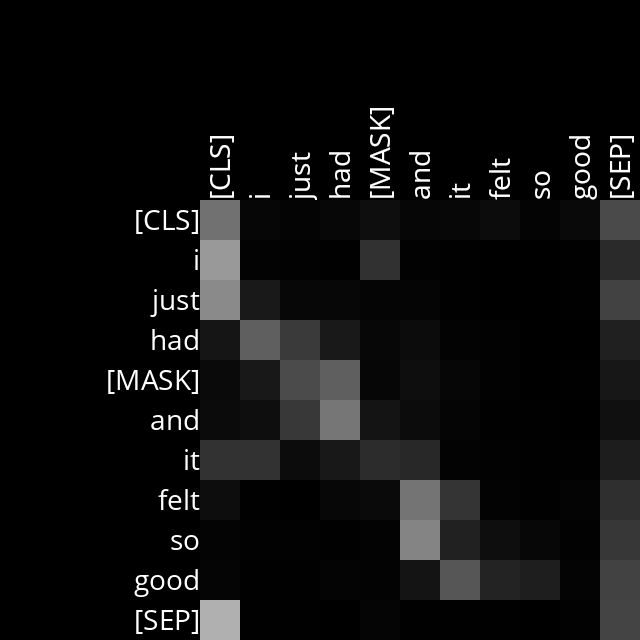 [CLS] i just had [MASK] and it felt so good [SEP]
[CLS]
i
just
had
[MASK]
and
it
felt
so
good
[SEP]